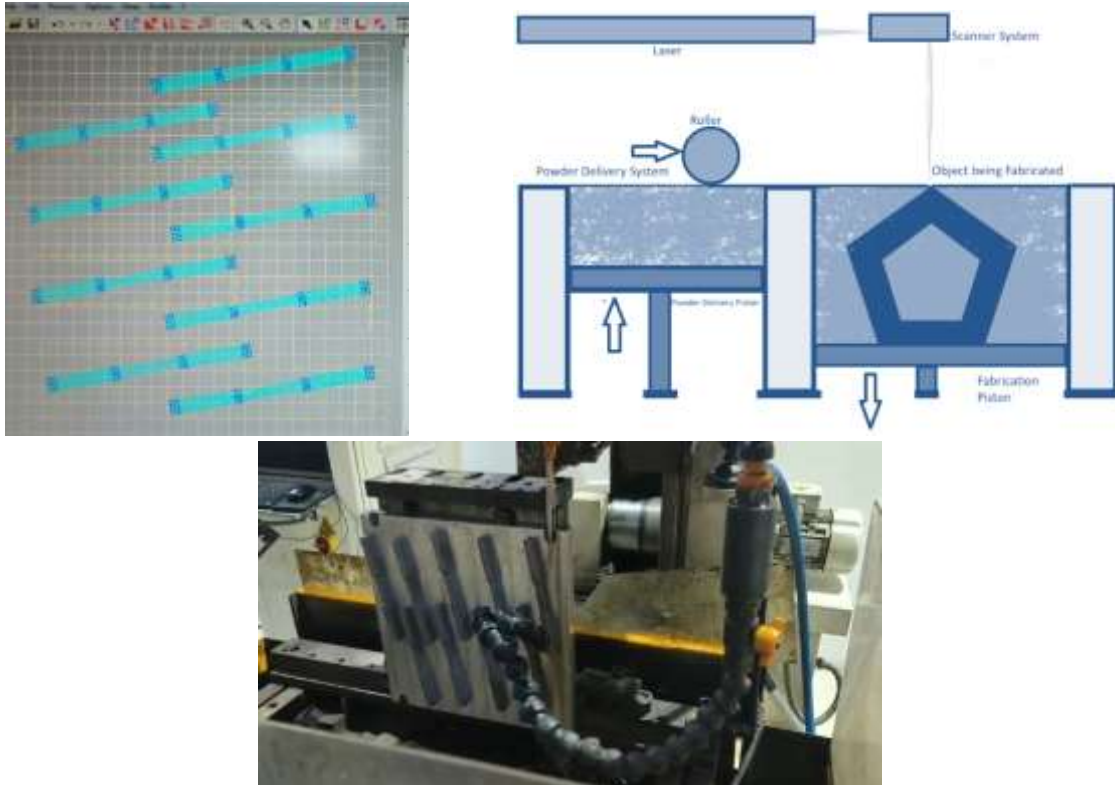 Laser
Scanner System
Roller
Powder Delivery System
Object being Fabricated
Powder Delivery Piston
Fabrication
Piston